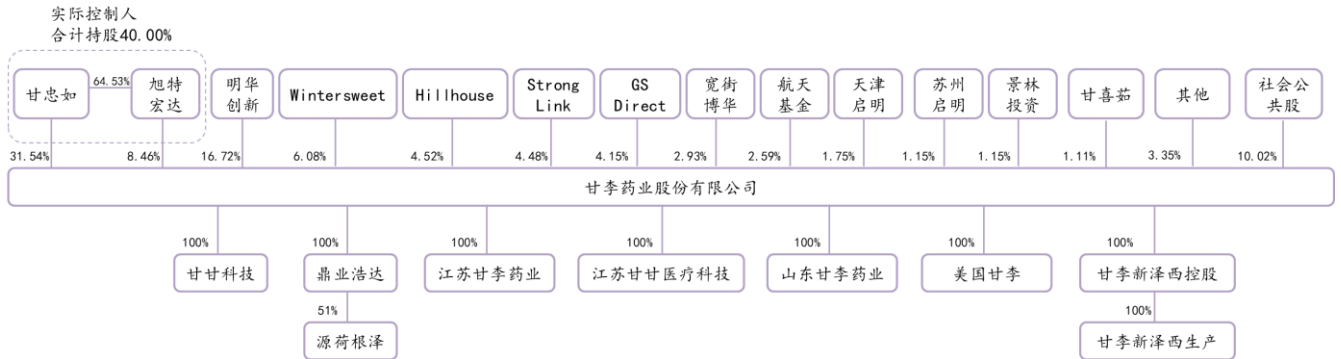 实际控制人
合计持股40.00%
甘忠如
64.53%
旭特
宏达
明华
创新
Wintersweet
Hillhouse
Strong
Link
GS
Direct
宽街
博华
航天
基金
天津
启明
苏州
启明
景林
投资
甘喜茹
其他
社会公
共股
31.54%
8.46%
16.72%
6.08%
4.52%
4.48%
4.15%
2.93%
2.59%
1.75%
1.15%
1.15%
1.11%
3.35%
10.02%
甘李药业股份有限公司
100%
100%
100%
100%
100%
100%
100%
甘甘科技
鼎业浩达
江苏甘李药业
江苏甘甘医疗科技
山东甘李药业
美国甘李
甘李新泽西控股
51%
100%
源荷根泽
甘李新泽西生产